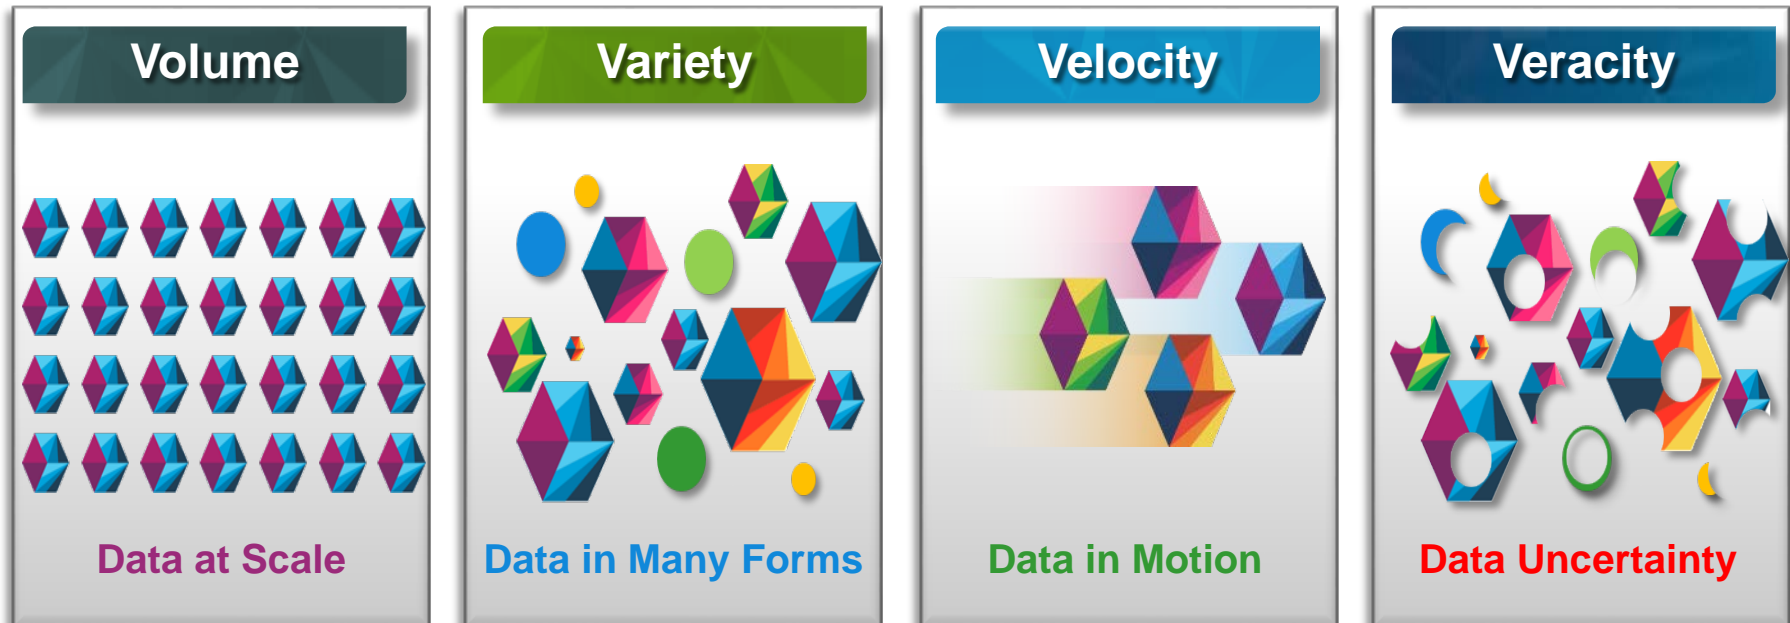 Volume
Variety
Velocity
Veracity
Data at Scale
Data in Many Forms
Data in Motion
Data Uncertainty